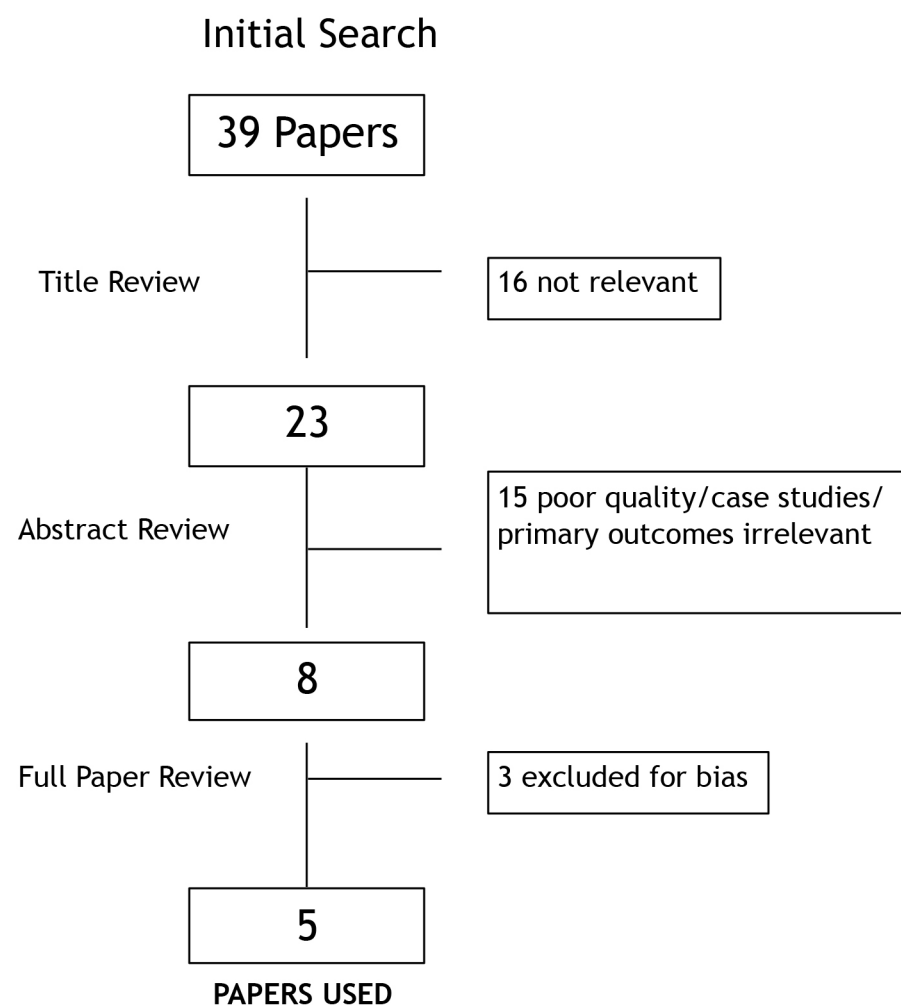 Initial Search
39 Papers
Title Review
16 not relevant
23
Abstract Review
15 poor quality/case studies/
primary outcomes irrelevant
8
Full Paper Review
3 excluded for bias
5
PAPERS USED